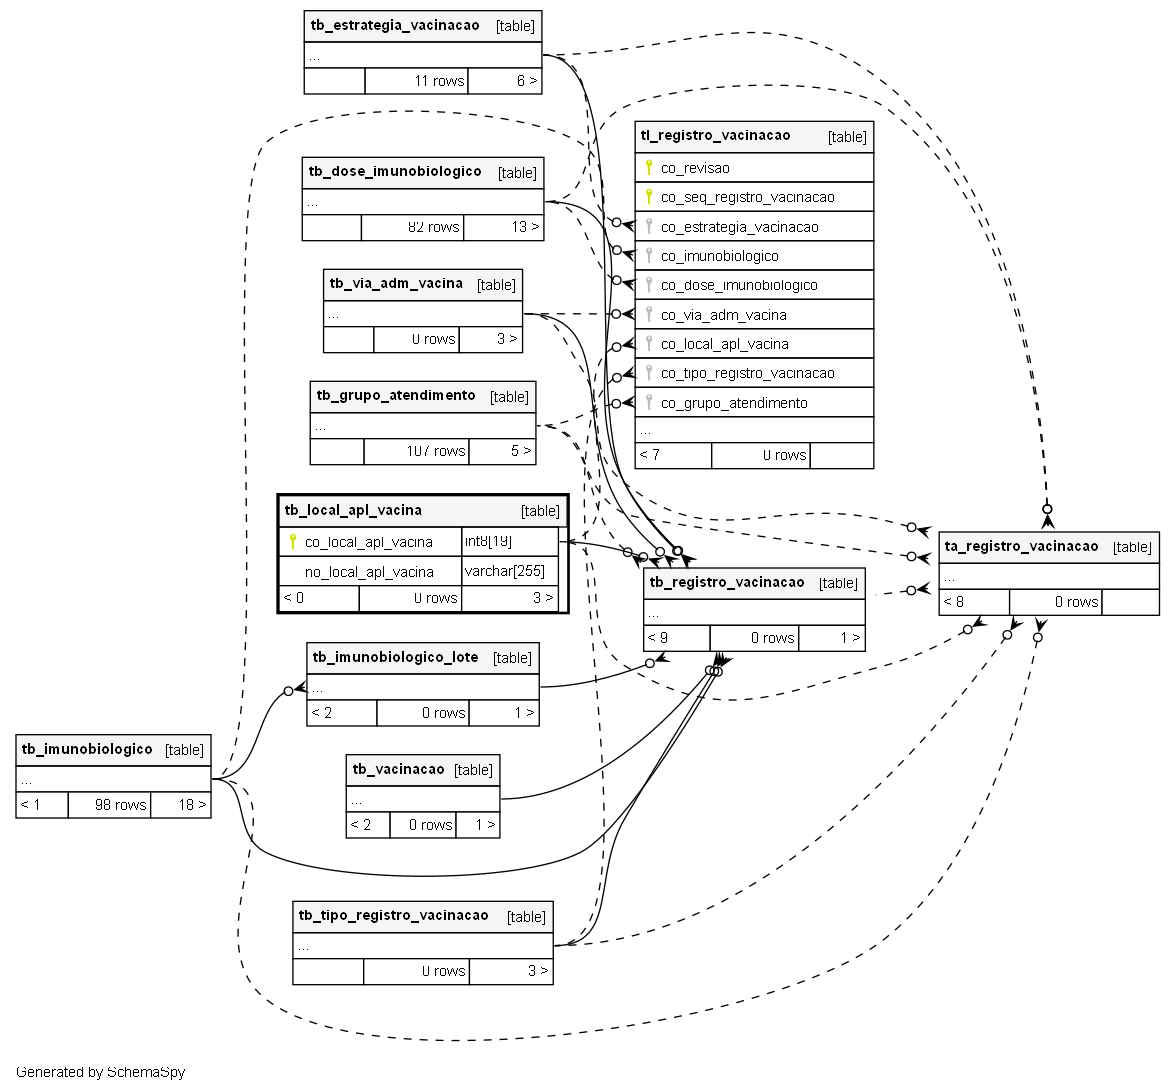 tb_estrategia_vacinacao [table]
...
11 rows 6 >
tb_dose_imunobiologico [table]
...
82 rows 13 >
tb_via_adm_vacina [table]
...
0 rows 3 >
tb_grupo_atendimento [table]
...
107 rows 5 >
tb_local_apl_vacina [table]
co_local_apl_vacina int8[19]
no_local_apl_vacina varchar[255]
< 0 0 rows 3 >
tb_imunobiologico_lote [table]
...
< 2 0 rows 1 >
tb_imunobiologico [table]
...
< 1 98 rows 18 >
tb_vacinacao [table]
...
< 2 0 rows 1 >
tb_tipo_registro_vacinacao [table]
...
0 rows 3 >
tl_registro_vacinacao [table]
co_revisao
co_seq_registro_vacinacao
co_estrategia_vacinacao
co_imunobiologico
co_dose_imunobiologico
co_via_adm_vacina
co_local_apl_vacina
co_tipo_registro_vacinacao
co_grupo_atendimento
...
< 7 0 rows
tb_registro_vacinacao [table]
...
< 9 0 rows 1 >
ta_registro_vacinacao [table]
...
< 8 0 rows
Generated by SchemaSpy